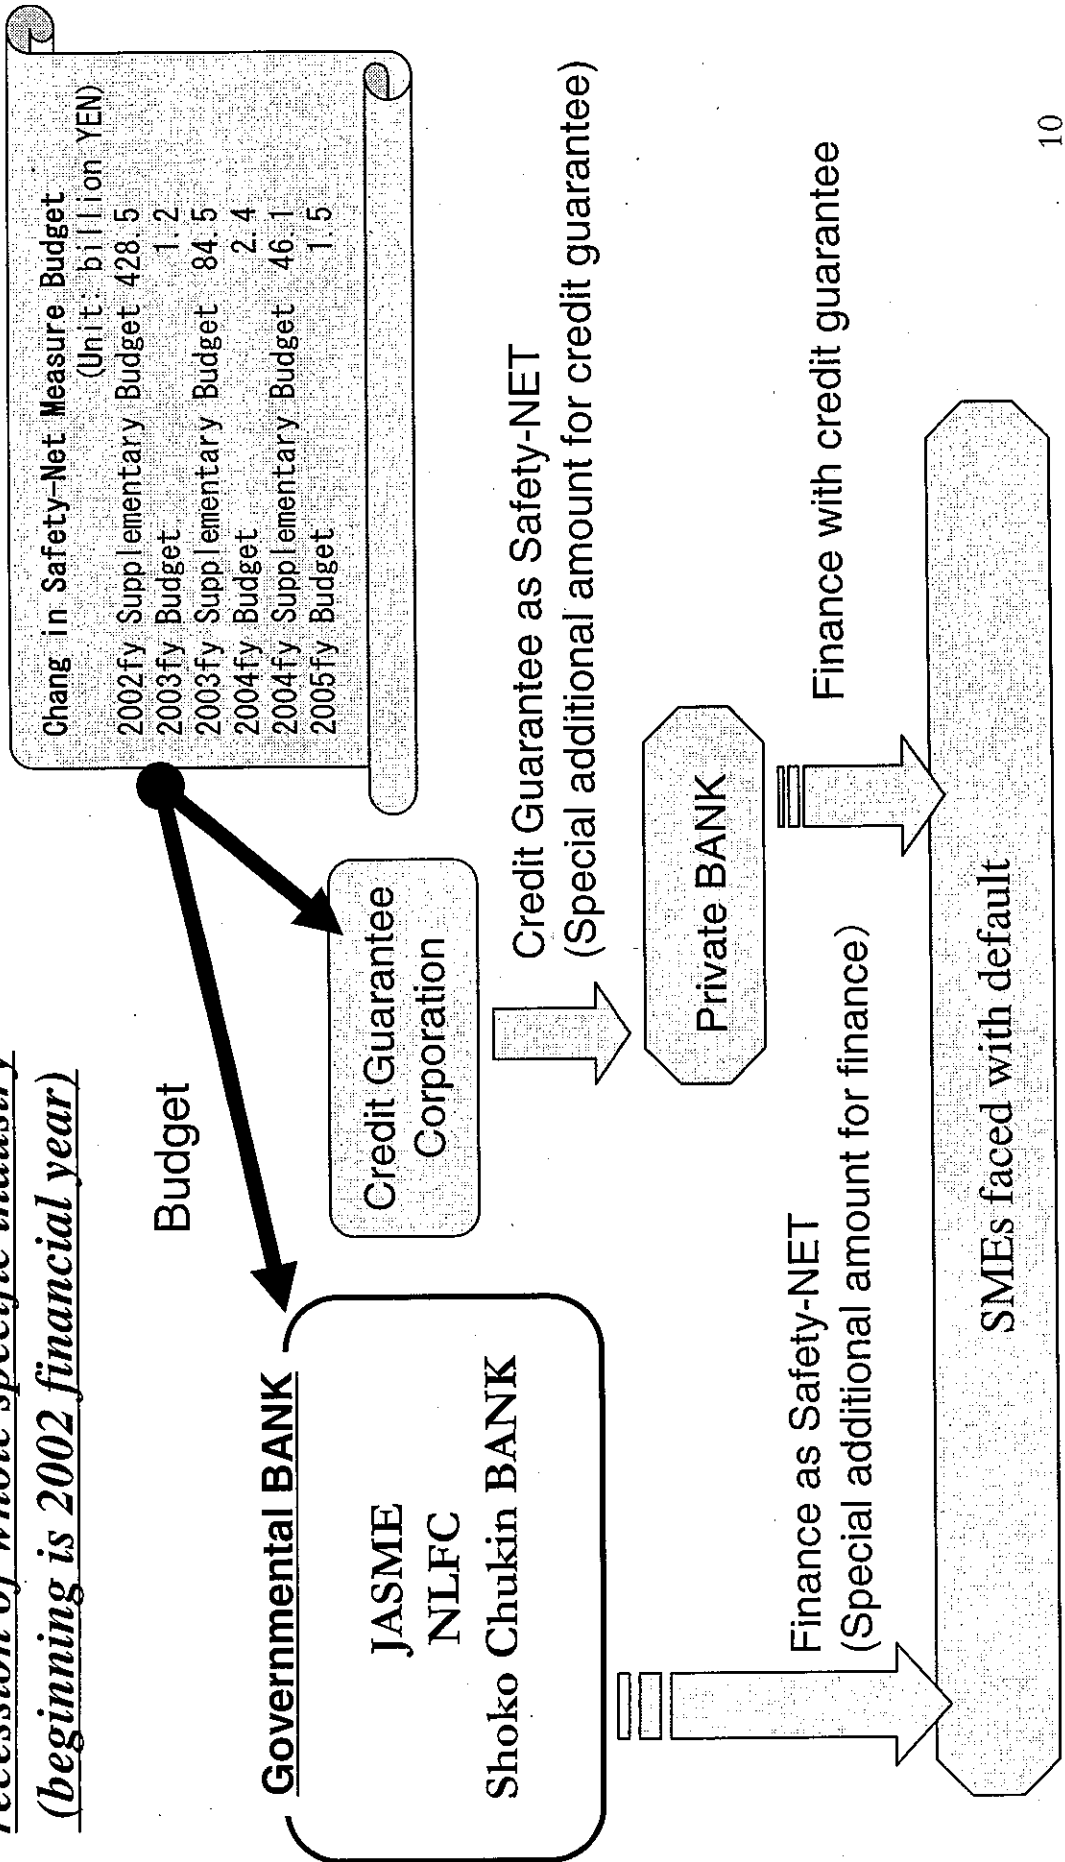 recession of whole specific industry
(beginning is 2002 financial year)
Chang in Safety-Net Measure Budget
(Unit: billion YEN)
2002fy Supplementary Budget 428.5
2003fy Budget 1.2
2003fy Supplementary Budget 84.5
2004fy Budget 2.4
2004fy Supplementary Budget 46.1
2005fy Budget 1.5
Budget
Governmental BANK
JASME
NLFC
Shoko Chukin BANK
Credit Guarantee
Corporation
Credit Guarantee as Safety-NET
(Special additional amount for credit guarantee)
Private BANK
Finance as Safety-NET
(Special additional amount for finance)
Finance with credit guarantee
SMEs faced with default
10